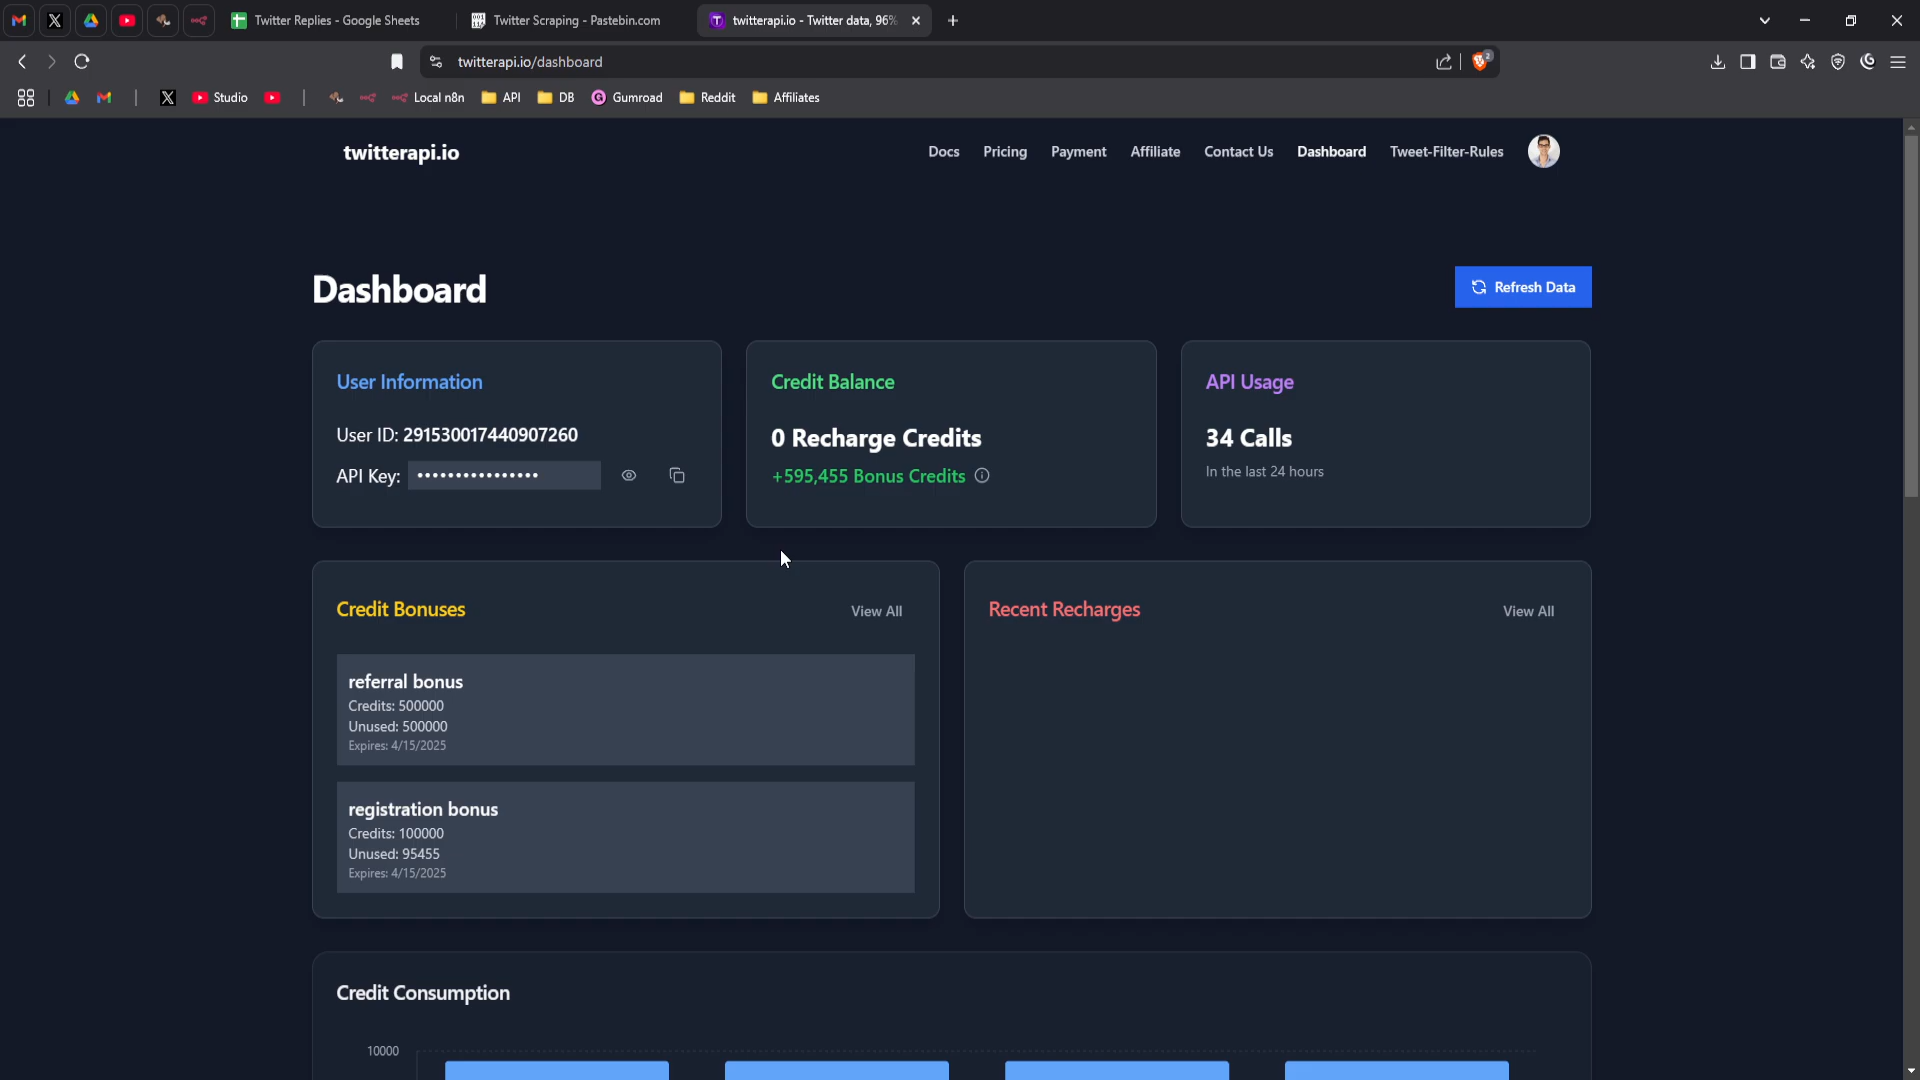 Twitter Replies - Google Sheets
Twitter Scraping - Pastebin.com
twitterapi.io - Twitter data, 96%
twitterapi.io/dashboard
2
Studio
Local n8n
API
DB
Gumroad
Reddit
Affiliates
twitterapi.io
Docs
Pricing
Payment
Affiliate
Contact Us
Dashboard
Tweet-Filter-Rules
Dashboard
Refresh Data
User Information
User ID: 291530017440907260
API Key: ••••••••••••••••
Credit Balance
0 Recharge Credits
+595,455 Bonus Credits
API Usage
34 Calls
In the last 24 hours
Credit Bonuses
View All
referral bonus
Credits: 500000
Unused: 500000
Expires: 4/15/2025
registration bonus
Credits: 100000
Unused: 95455
Expires: 4/15/2025
Recent Recharges
View All
Credit Consumption
10000